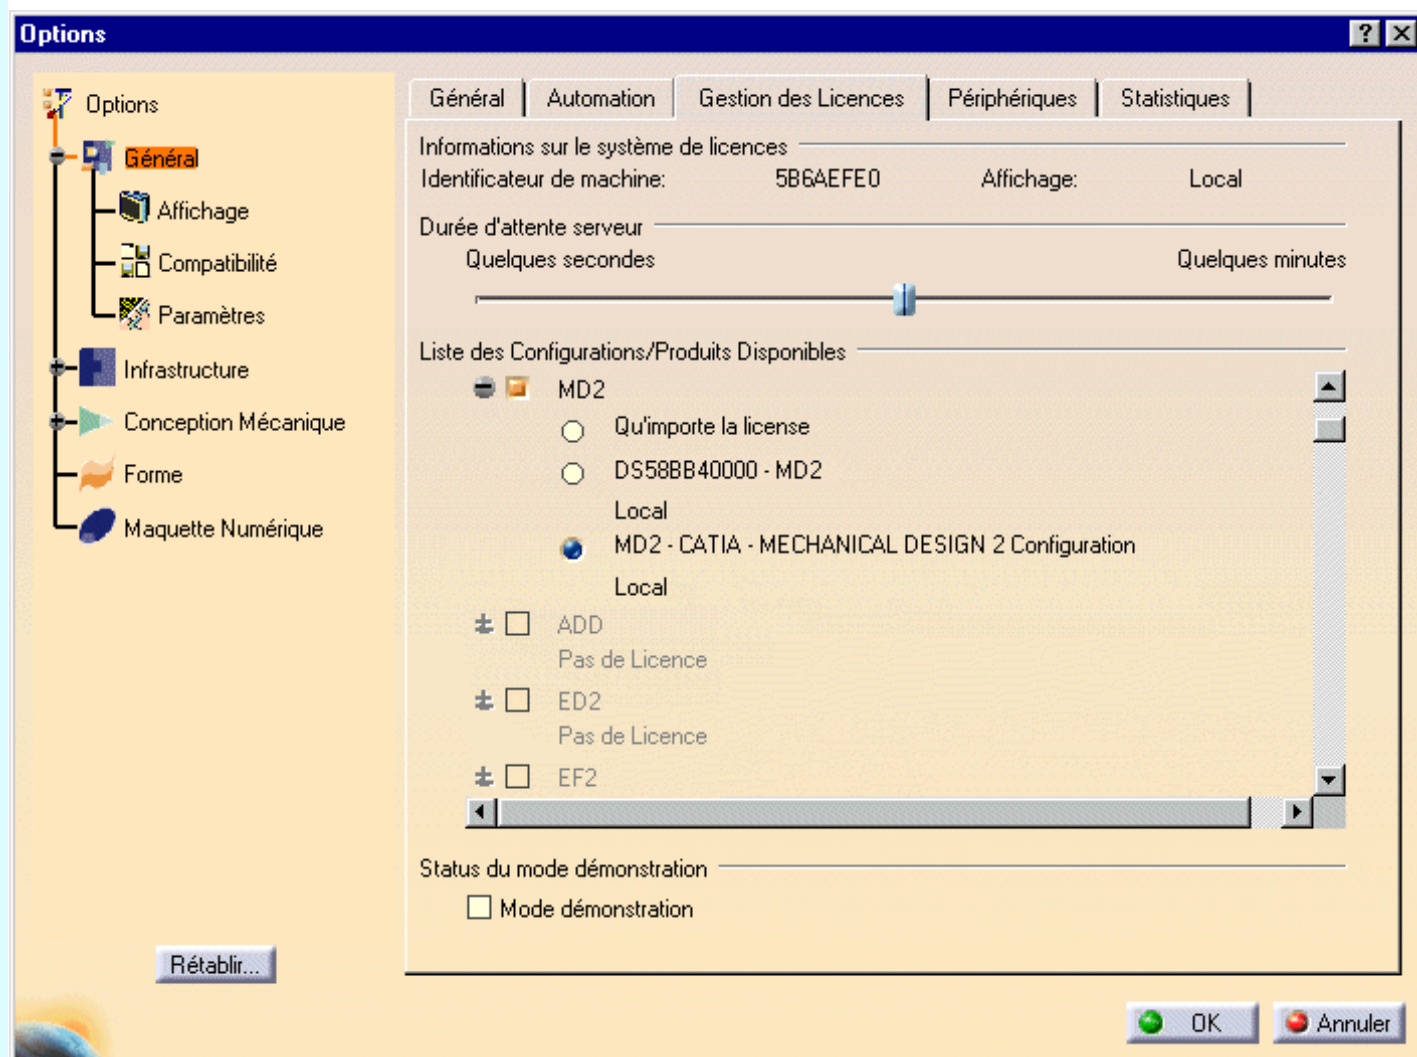 Options
Options
Général
Affichage
Compatibilité
Paramètres
Infrastructure
Conception Mécanique
Forme
Maquette Numérique
Rétablir...
Général Automation Gestion des Licences Périphériques Statistiques
Informations sur le système de licences
Identificateur de machine: 5B6AEFE0 Affichage: Local
Durée d'attente serveur
Quelques secondes Quelques minutes
Liste des Configurations/Produits Disponibles
MD2
Qu'importe la license
DS58BB40000 - MD2
Local
MD2 - CATIA - MECHANICAL DESIGN 2 Configuration
Local
ADD
Pas de Licence
ED2
Pas de Licence
EF2
Status du mode démonstration
Mode démonstration
OK Annuler